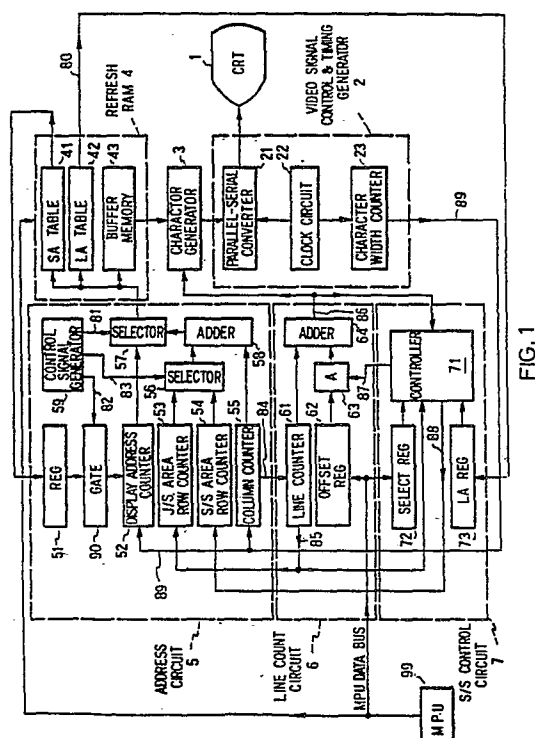 REFRESH RAM 4
41
SA TABLE
42
LA TABLE
43
BUFFER MEMORY
80
CRT
1
CHARACTOR GENERATOR
3
VIDEO SIGNAL CONTROL & TIMING GENERATOR 2
PARALLEL-SERIAL CONVERTER
21
CLOCK CIRCUIT
22
CHARACTER WIDTH COUNTER
23
89
CONTROL SIGNAL GENERATOR
59
81
82
83
SELECTOR
57
SELECTOR
56
ADDER
58
51
REG
90
GATE
52
DISPLAY ADDRESS COUNTER
J/S AREA ROW COUNTER
53
S/S AREA ROW COUNTER
54
COLUMN COUNTER
55
84
89
ADDRESS CIRCUIT 5
ADDER
64
86
A
63
87
LINE COUNTER
61
OFFSET REG
62
85
LINE COUNT CIRCUIT 6
MPU DATA BUS
CONTROLLER
71
SELECT REG
72
88
LA REG
73
S/S CONTROL CIRCUIT 7
99
MPU
FIG. 1